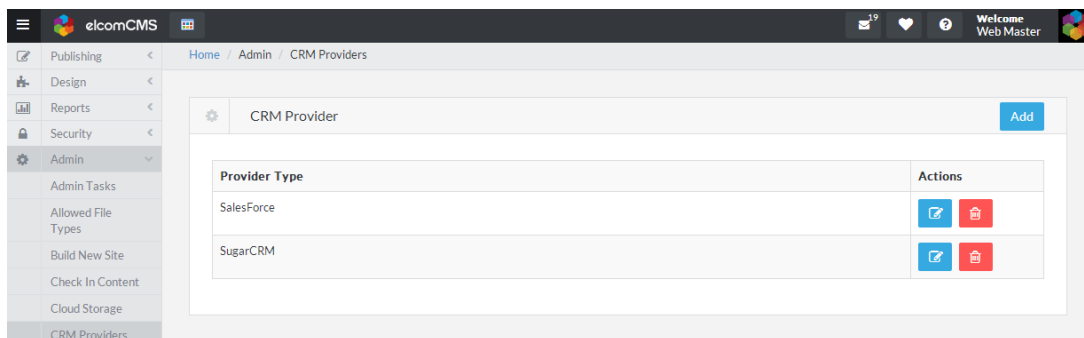 elcomCMS
19
Welcome
Web Master
Publishing
Home / Admin / CRM Providers
Design
Reports
CRM Provider
Add
Security
Admin
Admin Tasks
Provider Type
Actions
Allowed File
Types
SalesForce
Build New Site
SugarCRM
Check In Content
Cloud Storage
CRM Providers